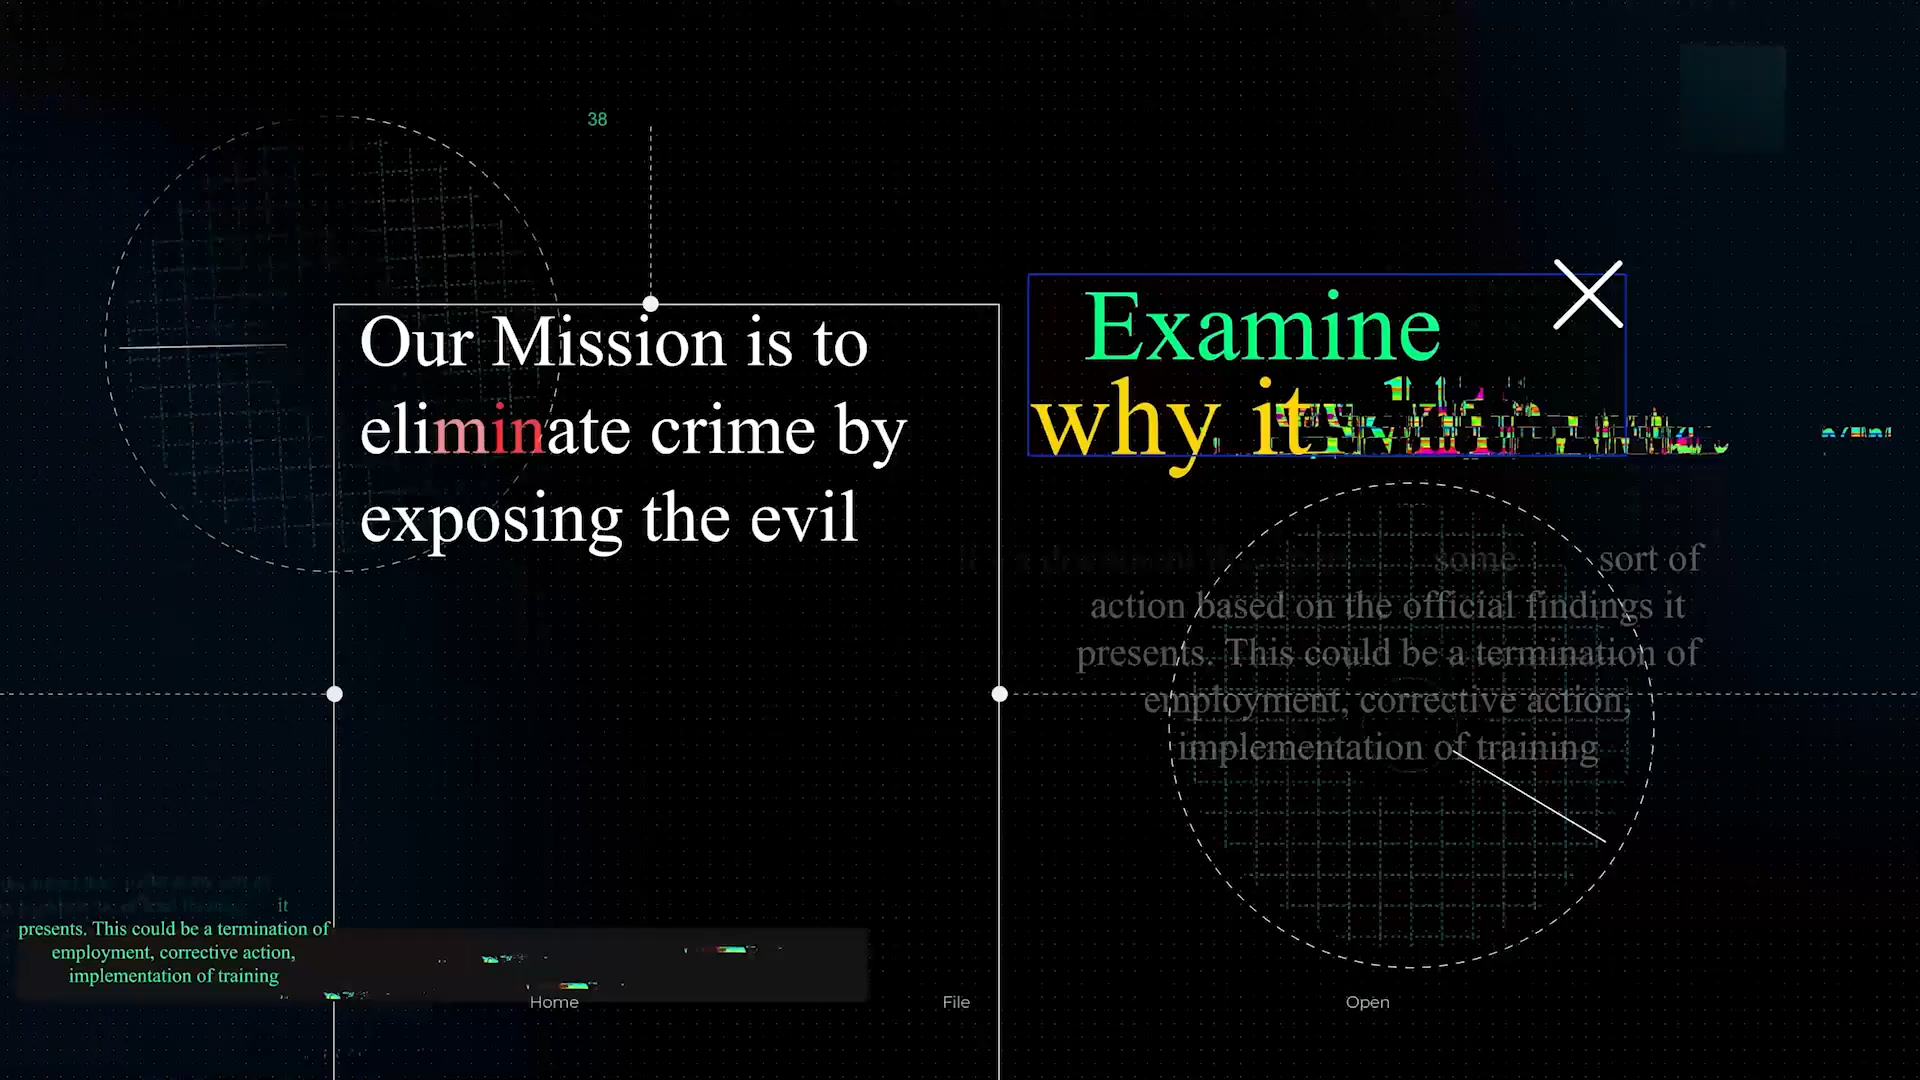 38
Our Mission is to
eliminate crime by
exposing the evil
Examine
why it
some sort of
action based on the official findings it
presents. This could be a termination of
employment, corrective action,
implementation of training
it
presents. This could be a termination of
employment, corrective action,
implementation of training
Home
File
Open